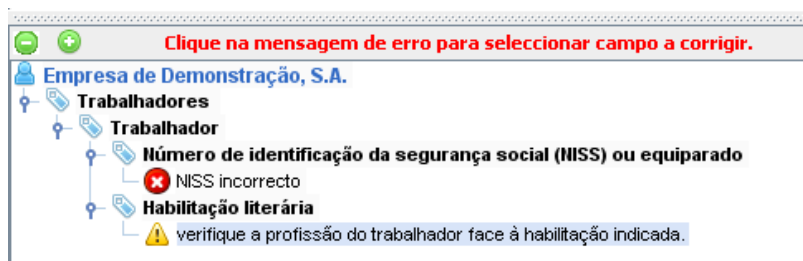 Clique na mensagem de erro para seleccionar campo a corrigir.
Empresa de Demonstração, S.A.
Trabalhadores
Trabalhador
Número de identificação da segurança social (NISS) ou equiparado
NISS incorrecto
Habilitação literária
verifique a profissão do trabalhador face à habilitação indicada.